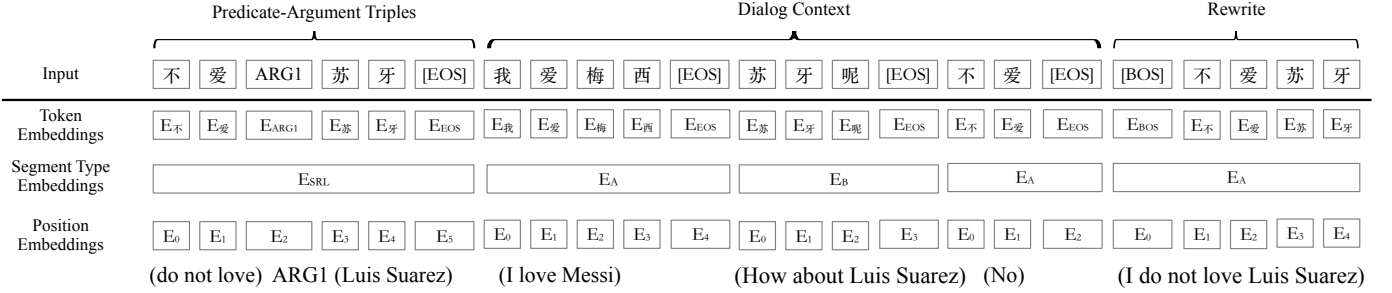 Predicate-Argument Triples Dialog Context Rewrite
Input 不 爱 ARG1 苏 牙 [EOS] 我 爱 梅 西 [EOS] 苏 牙 呢 [EOS] 不 爱 [EOS] [BOS] 不 爱 苏 牙
Token Embeddings E不 E爱 EARG1 E苏 E牙 EEOS E我 E爱 E梅 E西 EEOS E苏 E牙 E呢 EEOS E不 E爱 EEOS EBOS E不 E爱 E苏 E牙
Segment Type Embeddings ESRL EA EB EA EA
Position Embeddings E0 E1 E2 E3 E4 E5 E0 E1 E2 E3 E4 E0 E1 E2 E3 E0 E1 E2 E0 E1 E2 E3 E4
(do not love) ARG1 (Luis Suarez) (I love Messi) (How about Luis Suarez) (No) (I do not love Luis Suarez)